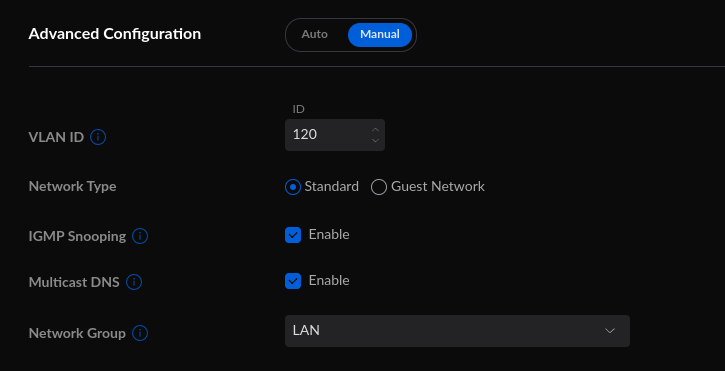 Advanced Configuration Auto Manual
ID
VLAN ID 120
Network Type Standard Guest Network
IGMP Snooping Enable
Multicast DNS Enable
Network Group LAN